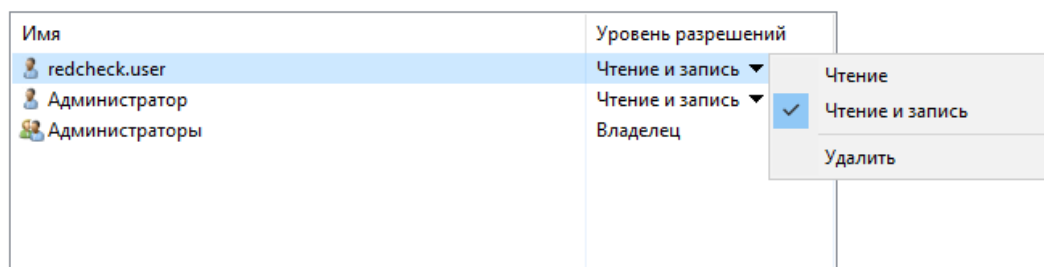 Имя Уровень разрешений
redcheck.user Чтение и запись
Чтение
Администратор Чтение и запись
Чтение и запись
Администраторы Владелец
Удалить